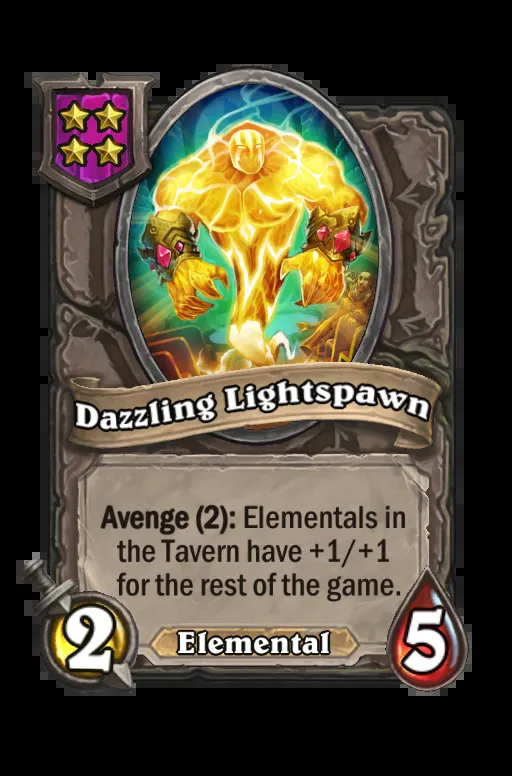 Dazzling Lightspawn
Avenge (2): Elementals in
the Tavern have +1/+1
for the rest of the game.
2
Elemental
5